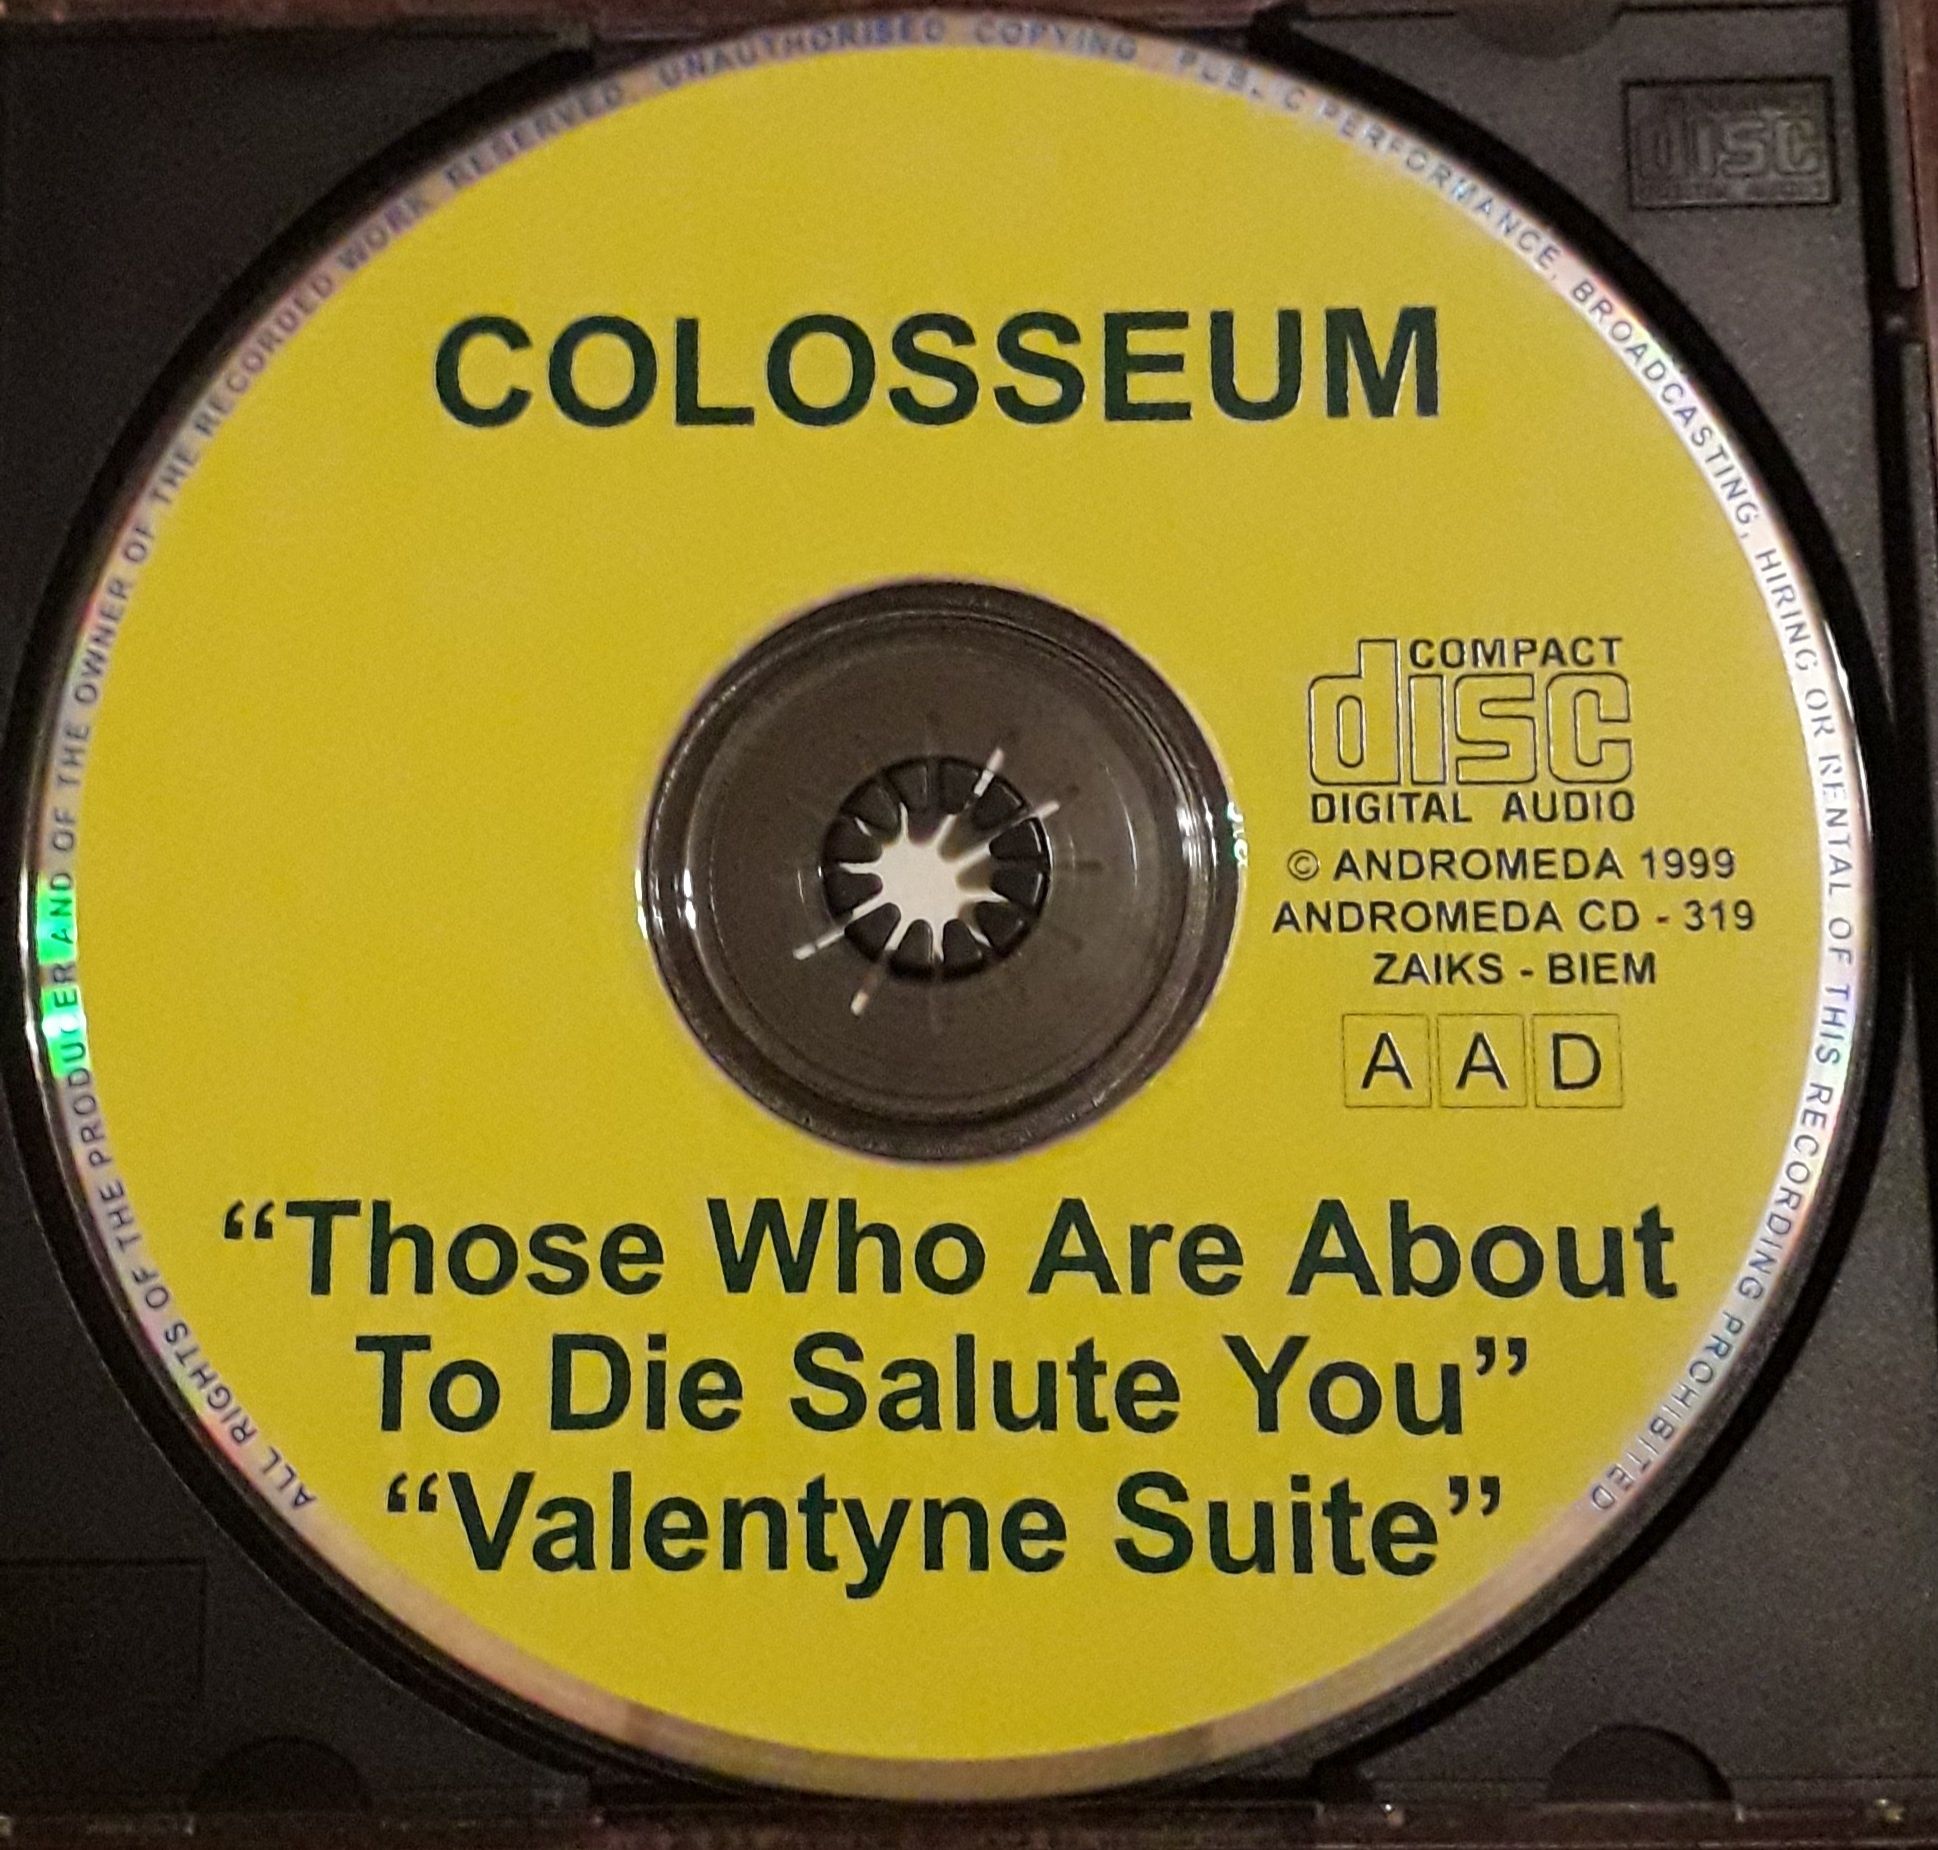 ALL RIGHTS OF THE PRODUCER AND OF THE OWNER OF THE RECORDED WORK RESERVED. UNAUTHORISED COPYING, PUBLIC PERFORMANCE, BROADCASTING, HIRING OR RENTAL OF THIS RECORDING PROHIBITED
disc
COLOSSEUM
COMPACT
disc
DIGITAL AUDIO
© ANDROMEDA 1999
ANDROMEDA CD - 319
ZAIKS - BIEM
A A D
“Those Who Are About
To Die Salute You”
“Valentyne Suite”